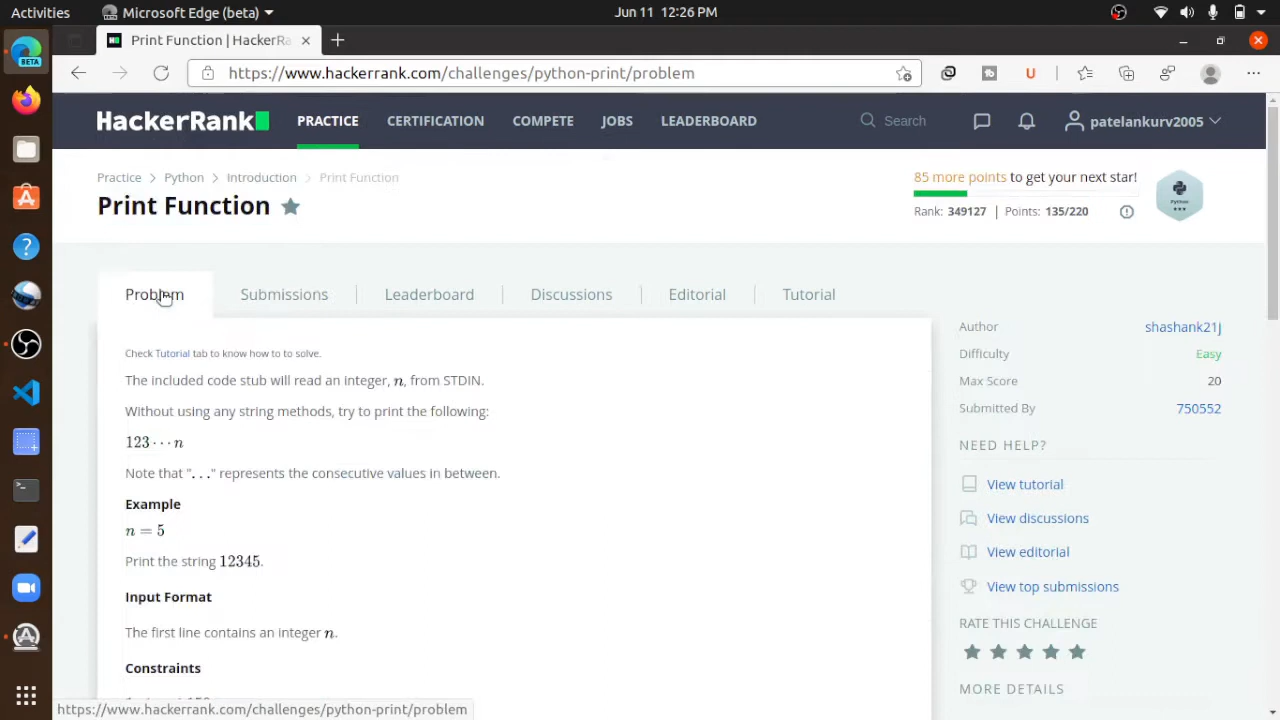 Activities
Microsoft Edge (beta)
Jun 11 12:26 PM
BETA
Print Function | HackerRa
https://www.hackerrank.com/challenges/python-print/problem
HackerRank
PRACTICE
CERTIFICATION
COMPETE
JOBS
LEADERBOARD
Search
patelankurv2005
Practice > Python > Introduction > Print Function
Print Function
85 more points to get your next star!
Rank: 349127 | Points: 135/220
Python
Problem
Submissions
Leaderboard
Discussions
Editorial
Tutorial
Check Tutorial tab to know how to to solve.
The included code stub will read an integer, n, from STDIN.
Without using any string methods, try to print the following:
123 · · · n
Note that "..." represents the consecutive values in between.
Example
n = 5
Print the string 12345.
Input Format
The first line contains an integer n.
Constraints
Author shashank21j
Difficulty Easy
Max Score 20
Submitted By 750552
NEED HELP?
View tutorial
View discussions
View editorial
View top submissions
RATE THIS CHALLENGE
MORE DETAILS
https://www.hackerrank.com/challenges/python-print/problem